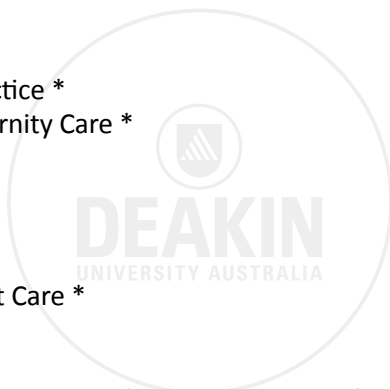 ctice *
rnity Care *
DEAKIN
UNIVERSITY AUSTRALIA
t Care *